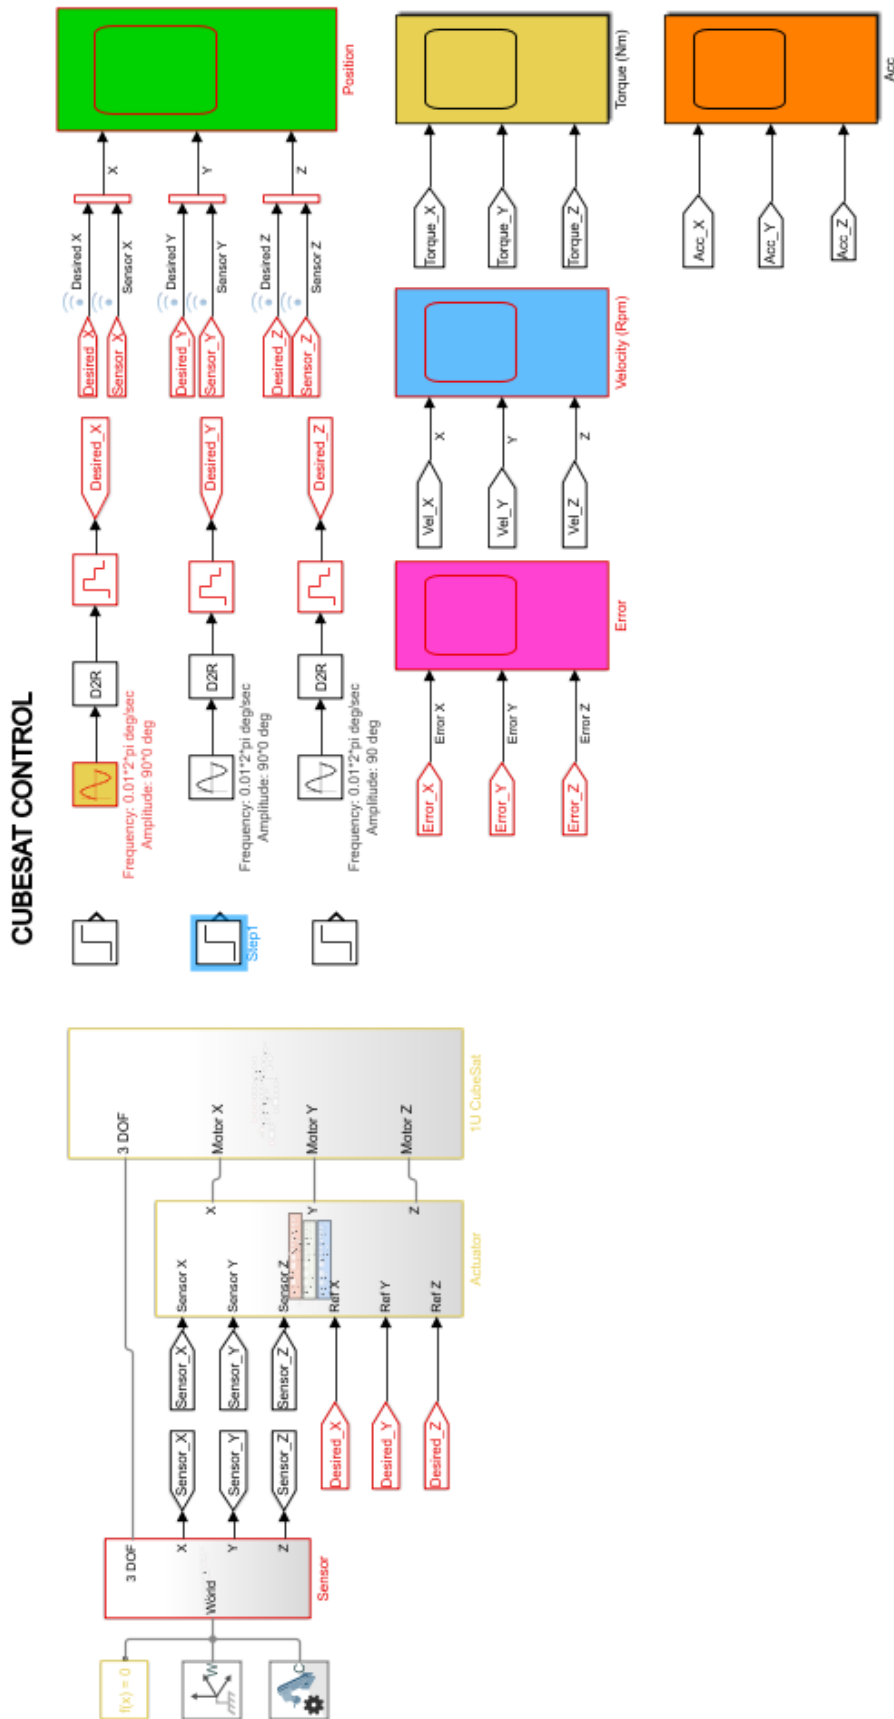 CUBESAT CONTROL
f(x) = 0
W
C
World
3 DOF
X
Y
Z
Sensor
Sensor_X
Sensor_Y
Sensor_Z
Sensor_X
Sensor_Y
Sensor_Z
Desired_X
Desired_Y
Desired_Z
Sensor X
Sensor Y
Sensor Z
Ref X
Ref Y
Ref Z
X
Y
Z
Actuator
3 DOF
Motor X
Motor Y
Motor Z
1U CubeSat
Step1
D2R
Desired_X
Frequency: 0.01*2*pi deg/sec
Amplitude: 90*0 deg
D2R
Desired_Y
Frequency: 0.01*2*pi deg/sec
Amplitude: 90*0 deg
D2R
Desired_Z
Frequency: 0.01*2*pi deg/sec
Amplitude: 90 deg
Desired_X
Desired X
Sensor_X
Sensor X
X
Desired_Y
Desired Y
Sensor_Y
Sensor Y
Y
Desired_Z
Desired Z
Sensor_Z
Sensor Z
Z
Position
Error_X
Error X
Error_Y
Error Y
Error_Z
Error Z
Error
Vel_X
X
Vel_Y
Y
Vel_Z
Z
Velocity (Rpm)
Torque_X
Torque_Y
Torque_Z
Torque (Nm)
Acc_X
Acc_Y
Acc_Z
Acc